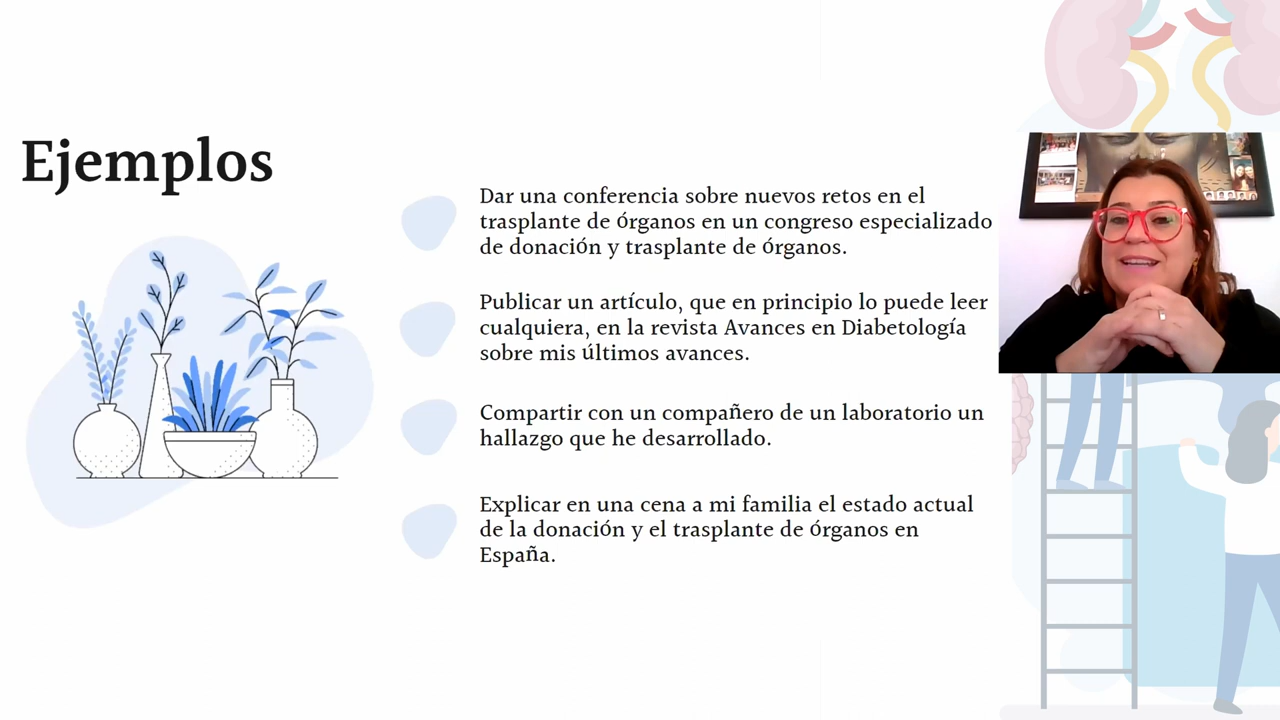 Ejemplos
Dar una conferencia sobre nuevos retos en el
trasplante de órganos en un congreso especializado
de donación y trasplante de órganos.
Publicar un artículo, que en principio lo puede leer
cualquiera, en la revista Avances en Diabetología
sobre mis últimos avances.
Compartir con un compañero de un laboratorio un
hallazgo que he desarrollado.
Explicar en una cena a mi familia el estado actual
de la donación y el trasplante de órganos en
España.